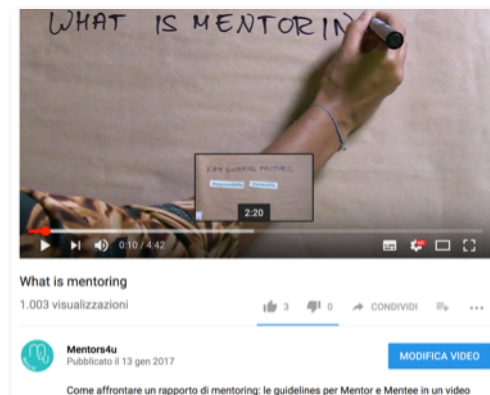 WHAT IS MENTORIN
KEY SUCCESS FACTORS
Responsibility Ownership
2:20
0:10 / 4:42
What is mentoring
1.003 visualizzazioni
3 0 CONDIVIDI
Mentors4u
Pubblicato il 13 gen 2017
MODIFICA VIDEO
Come affrontare un rapporto di mentoring: le guidelines per Mentor e Mentee in un video